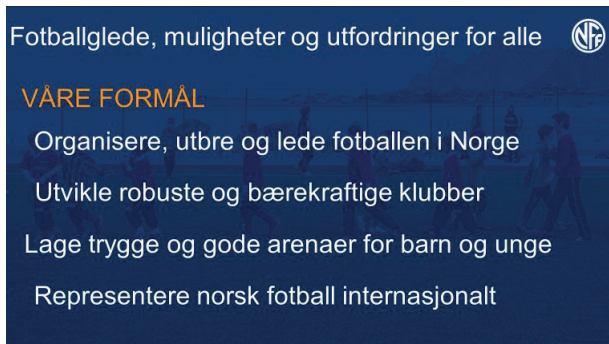 Fotballglede, muligheter og utfordringer for alle
NFF
VÅRE FORMÅL
Organisere, utbre og lede fotballen i Norge
Utvikle robuste og bærekraftige klubber
Lage trygge og gode arenaer for barn og unge
Representere norsk fotball internasjonalt